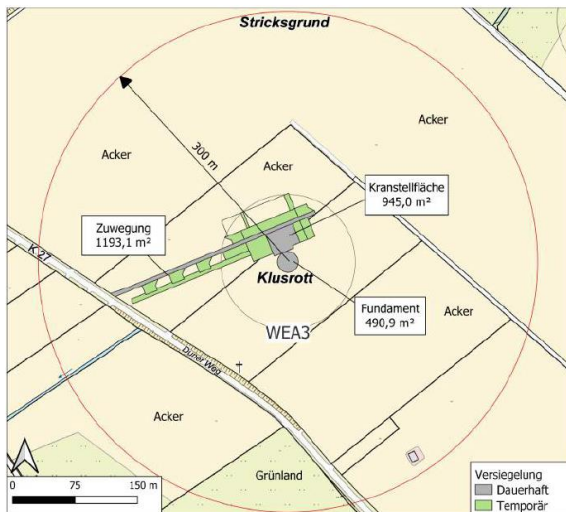 Stricksgrund
Acker
Acker
300 m
Acker
Kranstellfläche
945,0 m²
Zuwegung
1193,1 m²
K 27
Klusrott
Fundament
490,9 m²
Acker
WEA3
Düner Weg
Acker
Grünland
0 75 150 m
Versiegelung
Dauerhaft
Temporär